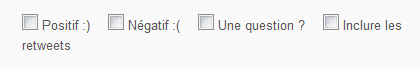 Positif :) Négatif :( Une question ? Inclure les
retweets